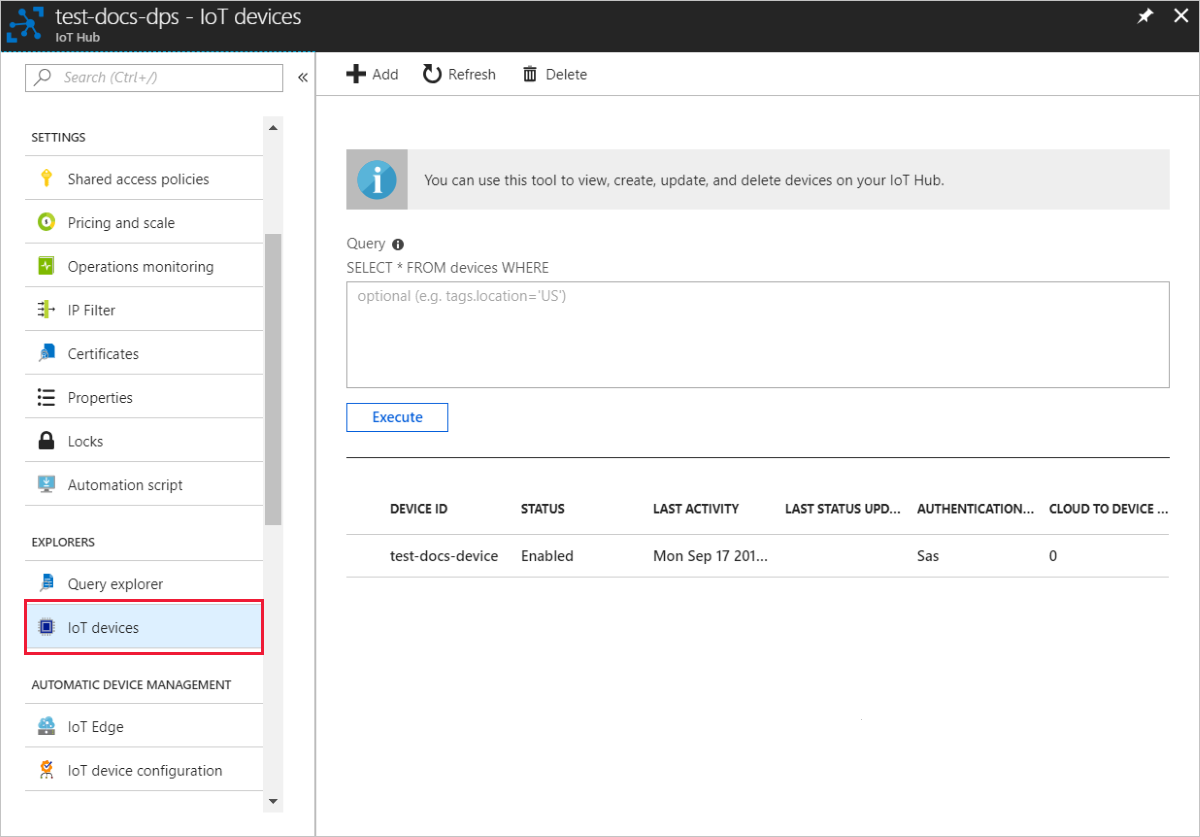 test-docs-dps - IoT devices
IoT Hub
Search (Ctrl+/)
«
Add Refresh Delete
SETTINGS
Shared access policies
Pricing and scale
Operations monitoring
IP Filter
Certificates
Properties
Locks
Automation script
EXPLORERS
Query explorer
IoT devices
AUTOMATIC DEVICE MANAGEMENT
IoT Edge
IoT device configuration
You can use this tool to view, create, update, and delete devices on your IoT Hub.
Query
SELECT * FROM devices WHERE
optional (e.g. tags.location='US')
Execute
DEVICE ID STATUS LAST ACTIVITY LAST STATUS UPD... AUTHENTICATION... CLOUD TO DEVICE ...
test-docs-device Enabled Mon Sep 17 201... Sas 0